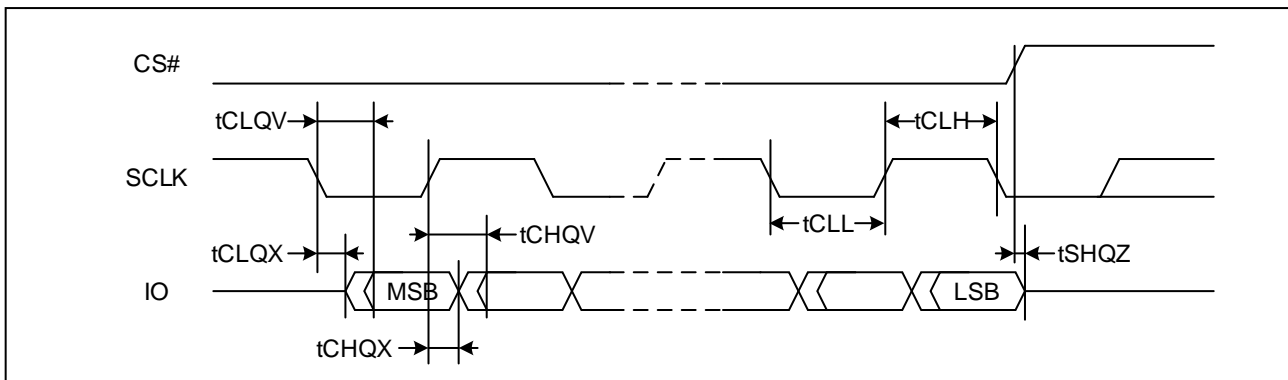 CS#
tCLQV
tCLH
SCLK
tCLL
tCHQV
tCLQX
tSHQZ
IO
MSB
LSB
tCHQX